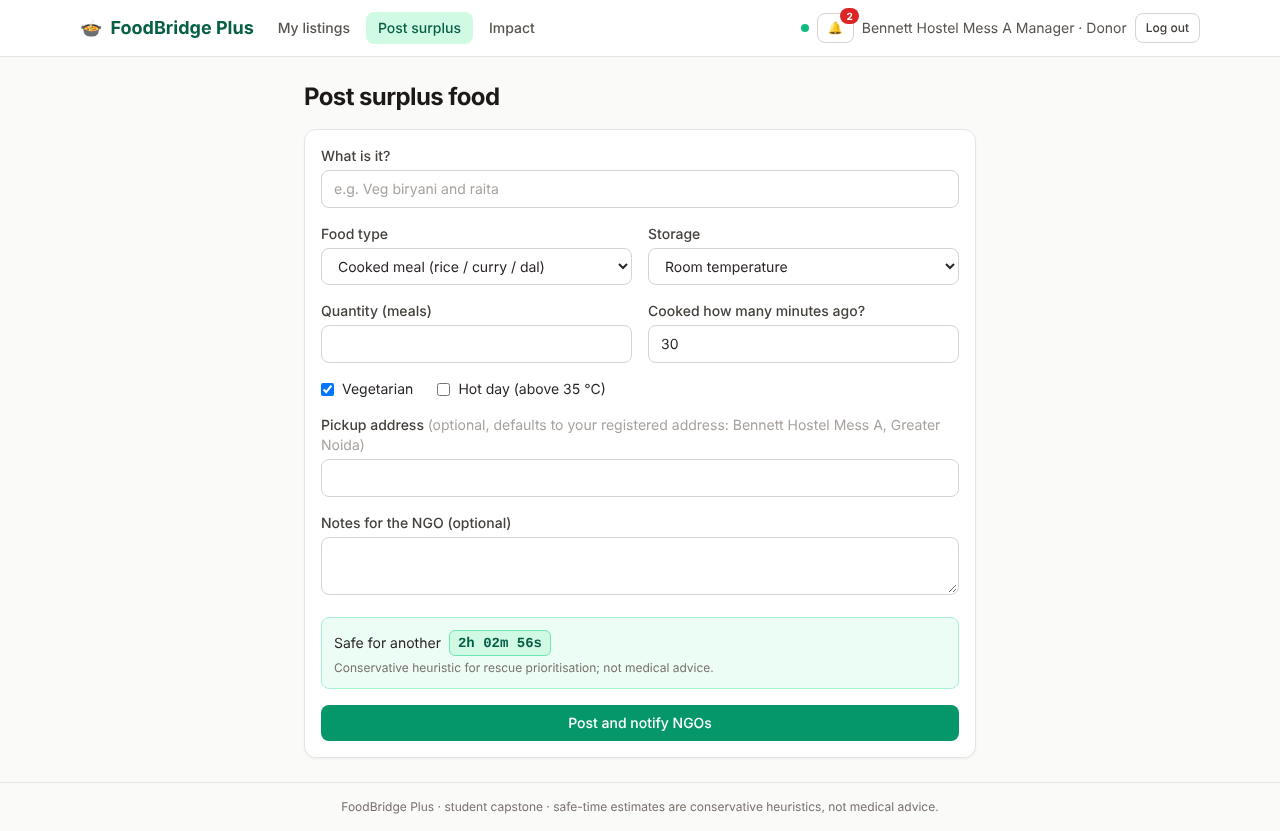 FoodBridge Plus My listings Post surplus Impact 2 Bennett Hostel Mess A Manager · Donor Log out
Post surplus food
What is it?
e.g. Veg biryani and raita
Food type Storage
Cooked meal (rice / curry / dal) Room temperature
Quantity (meals) Cooked how many minutes ago?
30
Vegetarian Hot day (above 35 °C)
Pickup address (optional, defaults to your registered address: Bennett Hostel Mess A, Greater
Noida)
Notes for the NGO (optional)
Safe for another 2h 02m 56s
Conservative heuristic for rescue prioritisation; not medical advice.
Post and notify NGOs
FoodBridge Plus · student capstone · safe-time estimates are conservative heuristics, not medical advice.